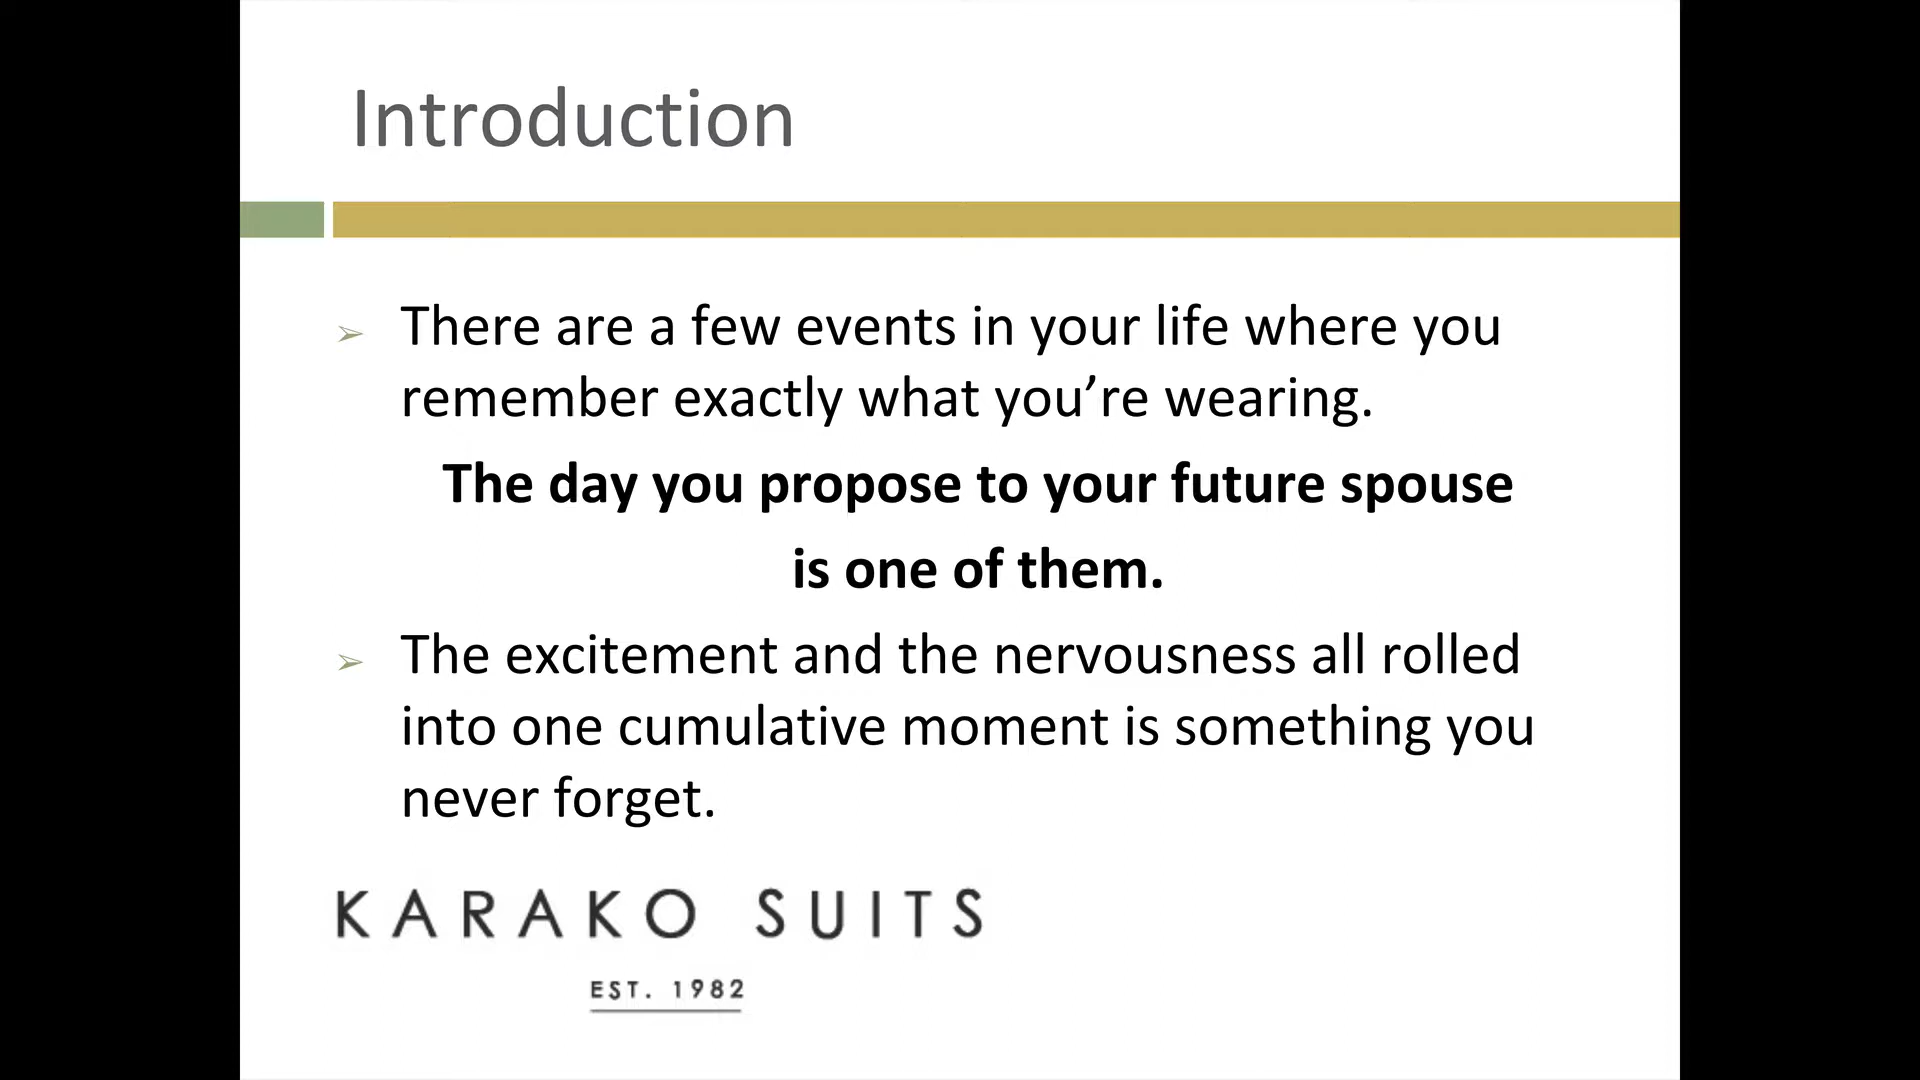 Introduction
➢ There are a few events in your life where you
remember exactly what you’re wearing.
The day you propose to your future spouse
is one of them.
➢ The excitement and the nervousness all rolled
into one cumulative moment is something you
never forget.
KARAKO SUITS
EST. 1982